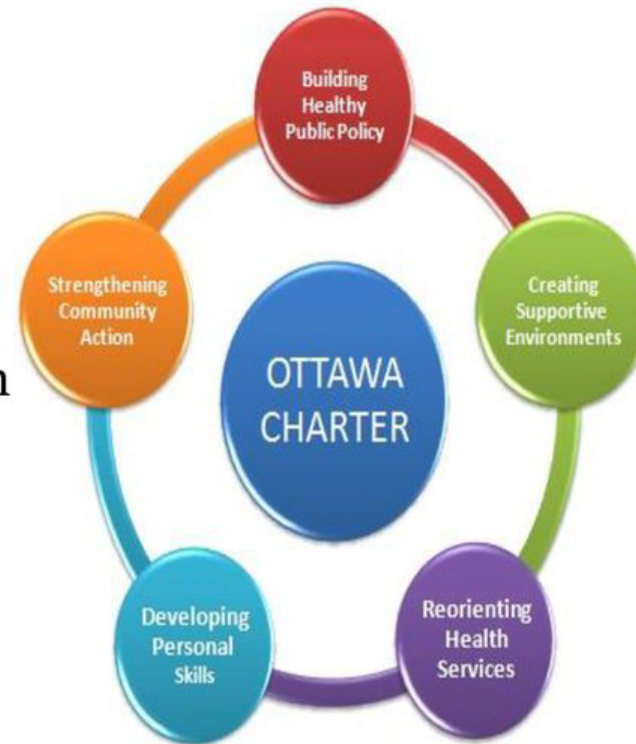 Building
Healthy
Public Policy
Creating
Supportive
Environments
Reorienting
Health
Services
Developing
Personal
Skills
Strengthening
Community
Action
OTTAWA
CHARTER